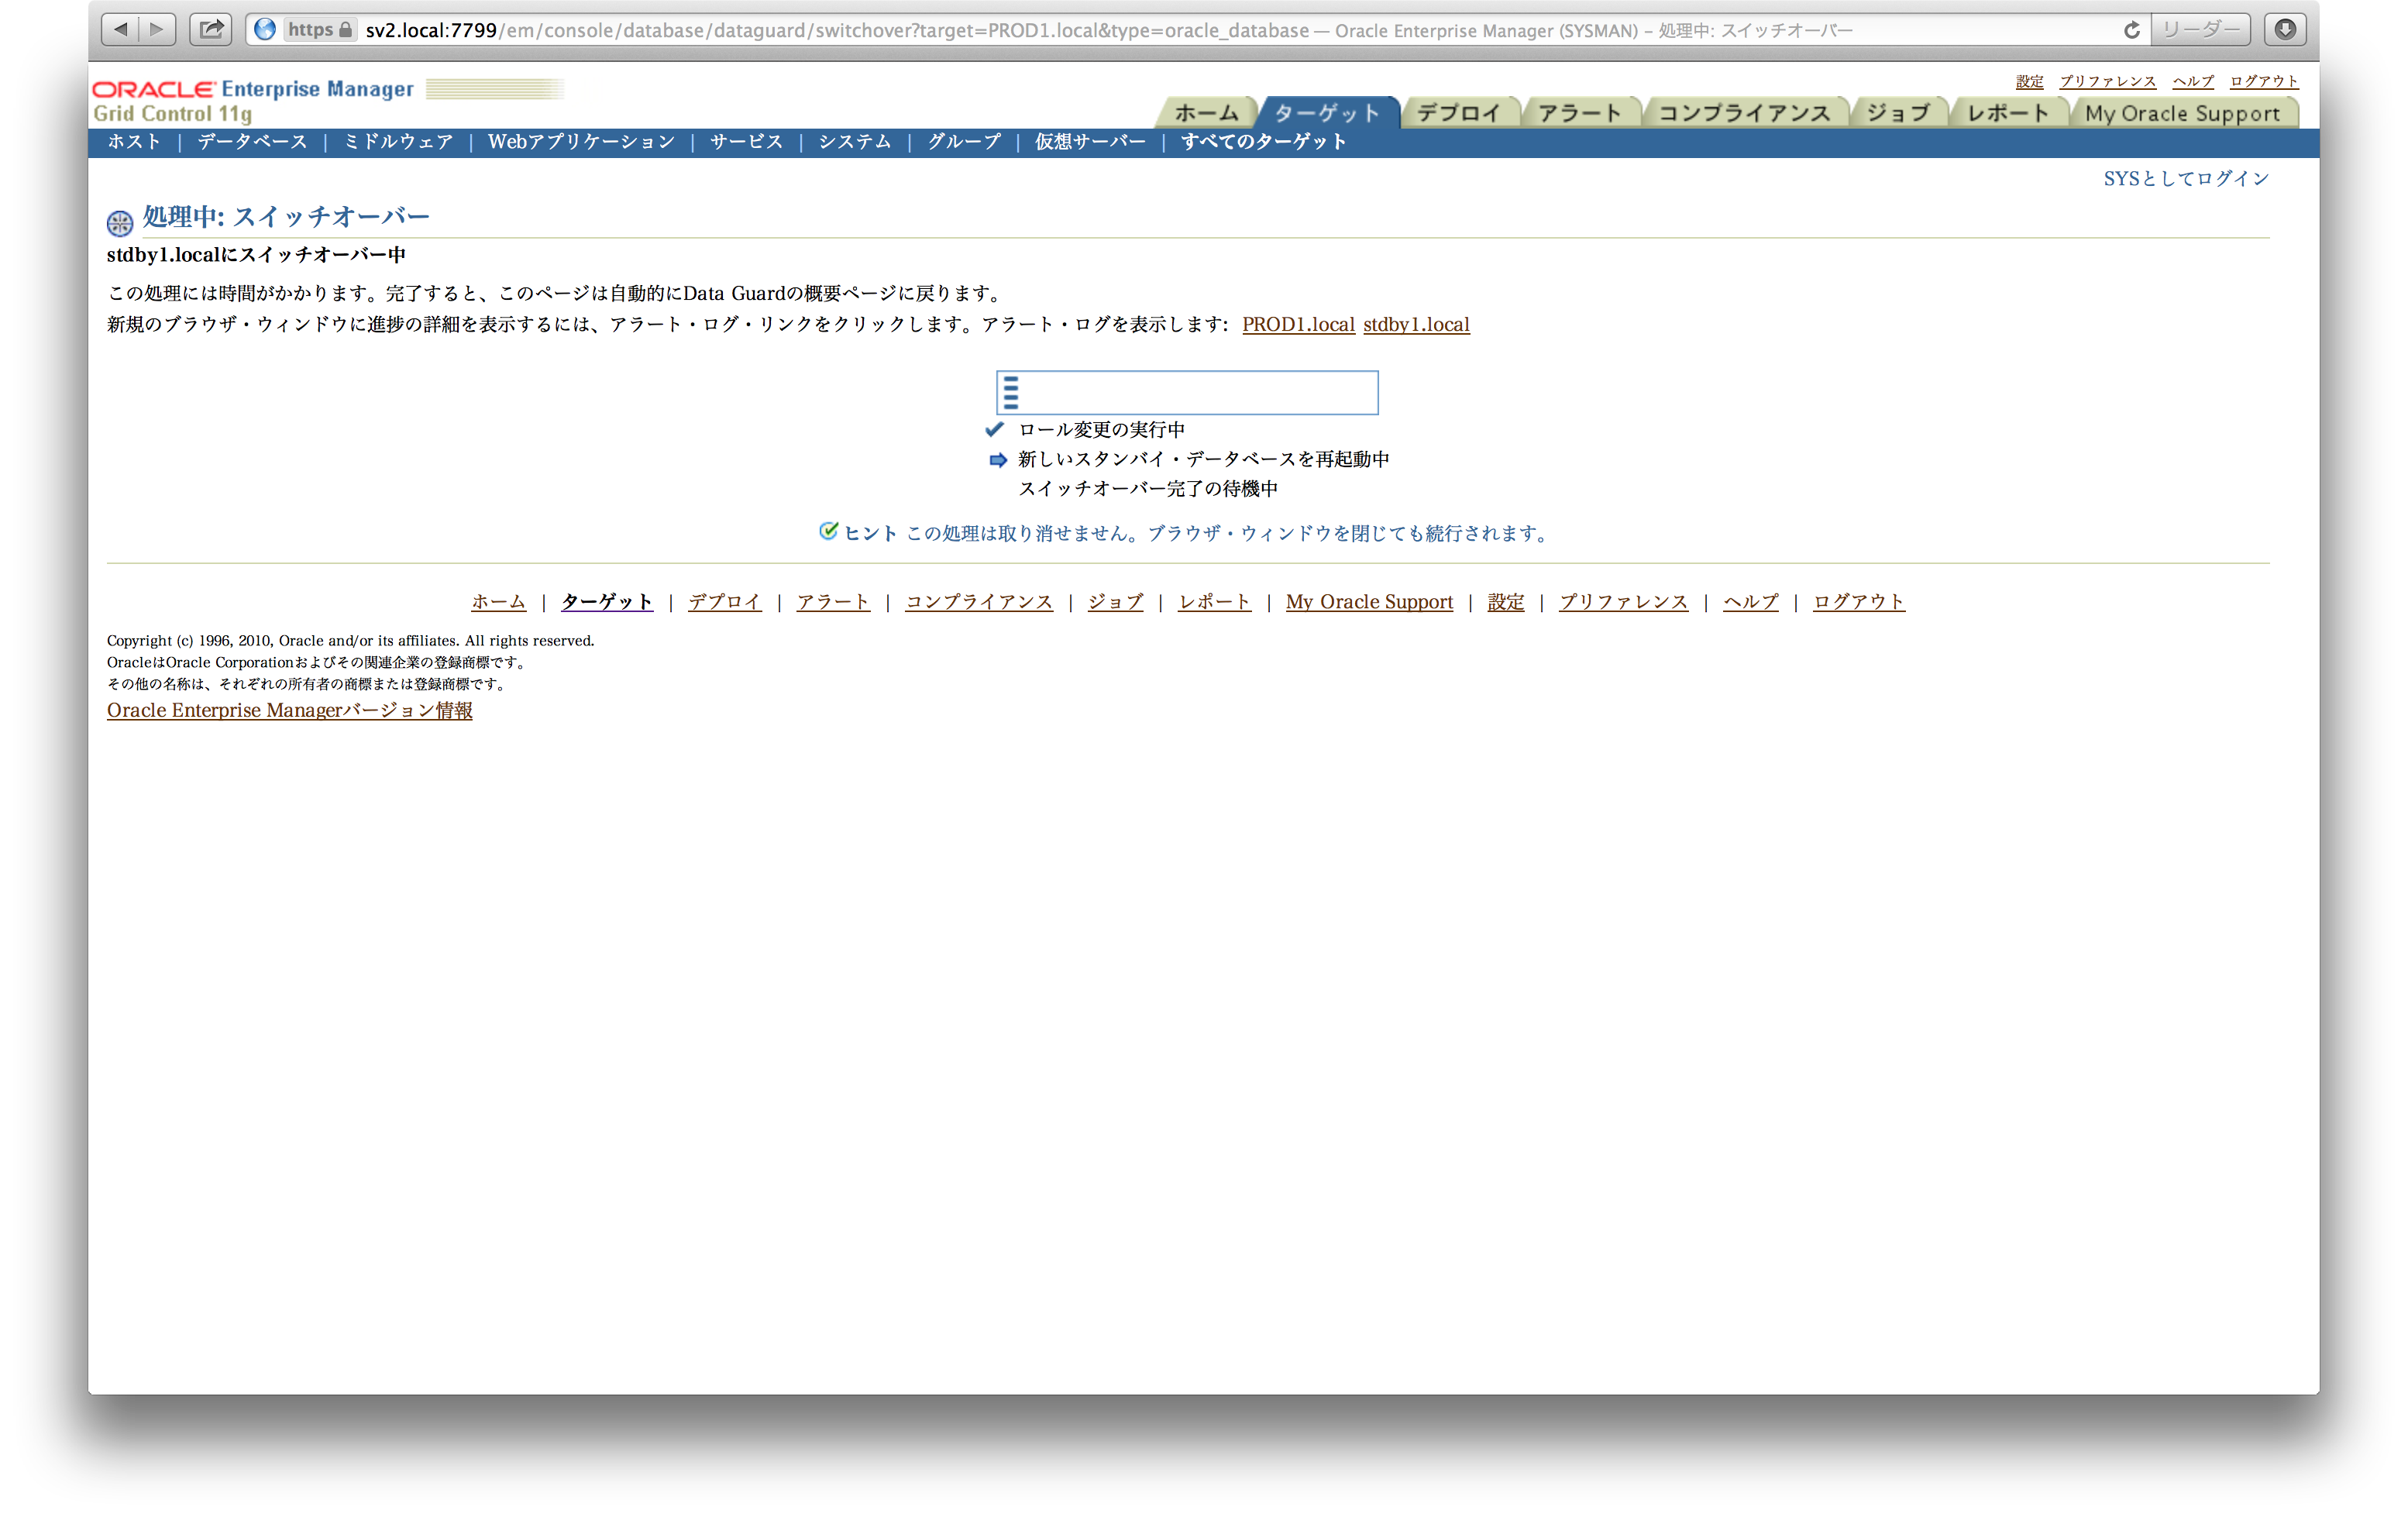 https sv2.local:7799/em/console/database/dataguard/switchover?target=PROD1.local&type=oracle_database — Oracle Enterprise Manager (SYSMAN) – 処理中: スイッチオーバー リーダー
設定 プリファレンス ヘルプ ログアウト
ORACLE Enterprise Manager
Grid Control 11g
ホーム ターゲット デプロイ アラート コンプライアンス ジョブ レポート My Oracle Support
ホスト | データベース | ミドルウェア | Webアプリケーション | サービス | システム | グループ | 仮想サーバー | すべてのターゲット
SYSとしてログイン
処理中: スイッチオーバー
stdby1.localにスイッチオーバー中
この処理には時間がかかります。完了すると、このページは自動的にData Guardの概要ページに戻ります。
新規のブラウザ・ウィンドウに進捗の詳細を表示するには、アラート・ログ・リンクをクリックします。アラート・ログを表示します: PROD1.local stdby1.local
ロール変更の実行中
新しいスタンバイ・データベースを再起動中
スイッチオーバー完了の待機中
ヒント この処理は取り消せません。ブラウザ・ウィンドウを閉じても続行されます。
ホーム | ターゲット | デプロイ | アラート | コンプライアンス | ジョブ | レポート | My Oracle Support | 設定 | プリファレンス | ヘルプ | ログアウト
Copyright (c) 1996, 2010, Oracle and/or its affiliates. All rights reserved.
OracleはOracle Corporationおよびその関連企業の登録商標です。
その他の名称は、それぞれの所有者の商標または登録商標です。
Oracle Enterprise Managerバージョン情報